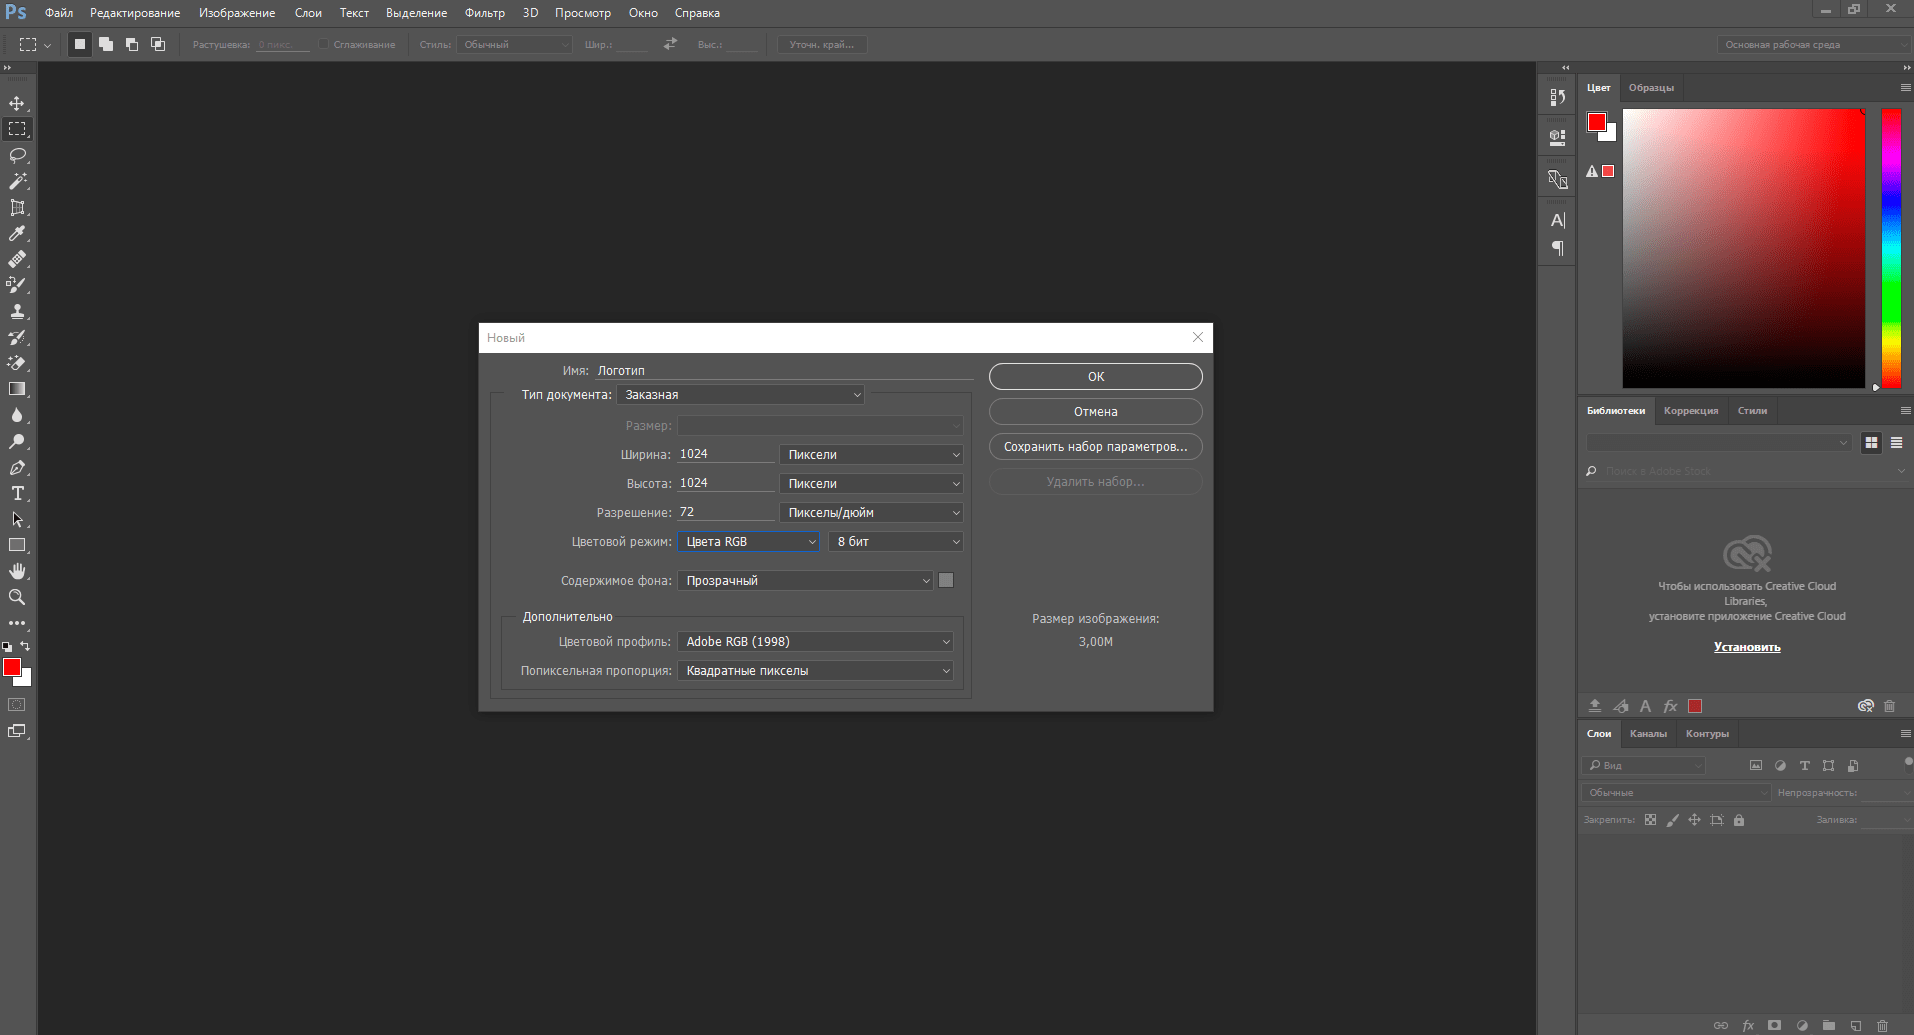 Ps Файл Редактирование Изображение Слои Текст Выделение Фильтр 3D Просмотр Окно Справка
Растушевка: 0 пикс. Сглаживание Стиль: Обычный Шир.: Выс.: Уточн. край... Основная рабочая среда
Цвет Образцы
Новый
Имя: Логотип
Тип документа: Заказная
Размер:
Ширина: 1024 Пиксели
Высота: 1024 Пиксели
Разрешение: 72 Пикселы/дюйм
Цветовой режим: Цвета RGB 8 бит
Содержимое фона: Прозрачный
Дополнительно
Цветовой профиль: Adobe RGB (1998)
Попиксельная пропорция: Квадратные пикселы
ОК
Отмена
Сохранить набор параметров...
Удалить набор...
Размер изображения:
3,00M
Библиотеки Коррекция Стили
Поиск в Adobe Stock
Чтобы использовать Creative Cloud
Libraries,
установите приложение Creative Cloud
Установить
Слои Каналы Контуры
Вид
Обычные Непрозрачность:
Закрепить: Заливка: